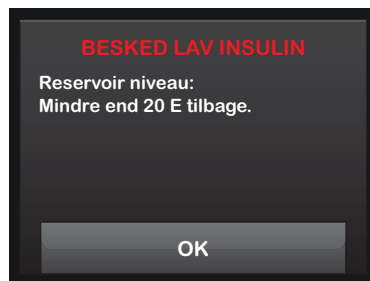 BESKED LAV INSULIN
Reservoir niveau:
Mindre end 20 E tilbage.
OK